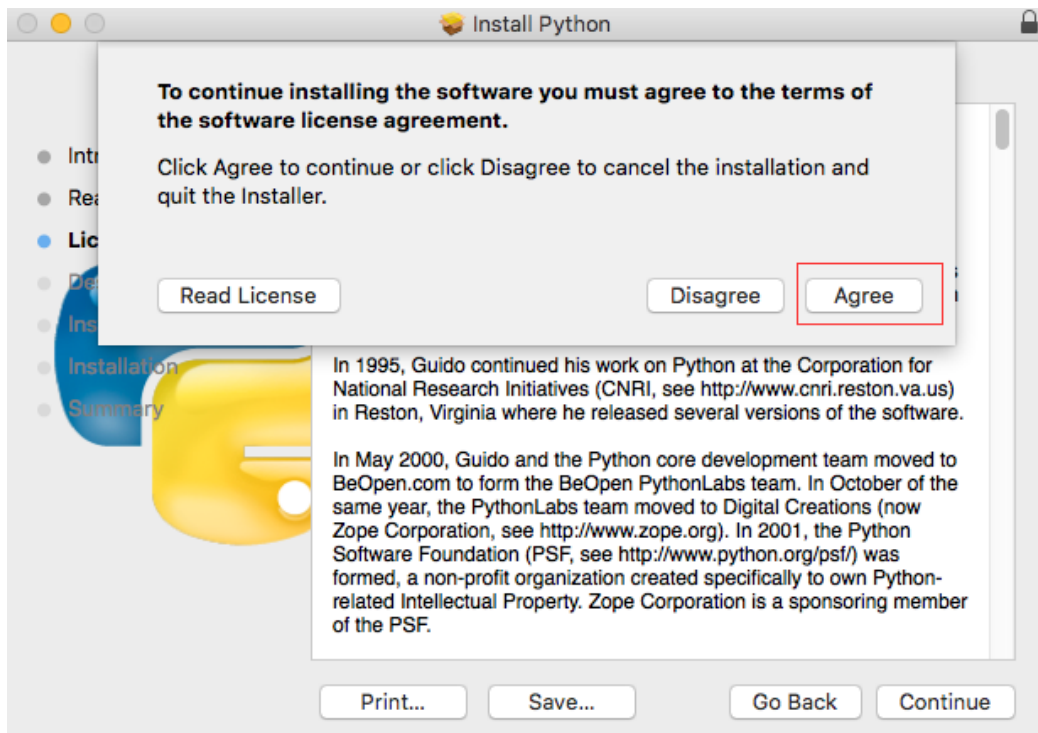 Install Python
To continue installing the software you must agree to the terms of
the software license agreement.
Click Agree to continue or click Disagree to cancel the installation and
quit the Installer.
Read License
Disagree
Agree
Installation
Summary
In 1995, Guido continued his work on Python at the Corporation for
National Research Initiatives (CNRI, see http://www.cnri.reston.va.us)
in Reston, Virginia where he released several versions of the software.
In May 2000, Guido and the Python core development team moved to
BeOpen.com to form the BeOpen PythonLabs team. In October of the
same year, the PythonLabs team moved to Digital Creations (now
Zope Corporation, see http://www.zope.org). In 2001, the Python
Software Foundation (PSF, see http://www.python.org/psf/) was
formed, a non-profit organization created specifically to own Python-
related Intellectual Property. Zope Corporation is a sponsoring member
of the PSF.
Print...
Save...
Go Back
Continue